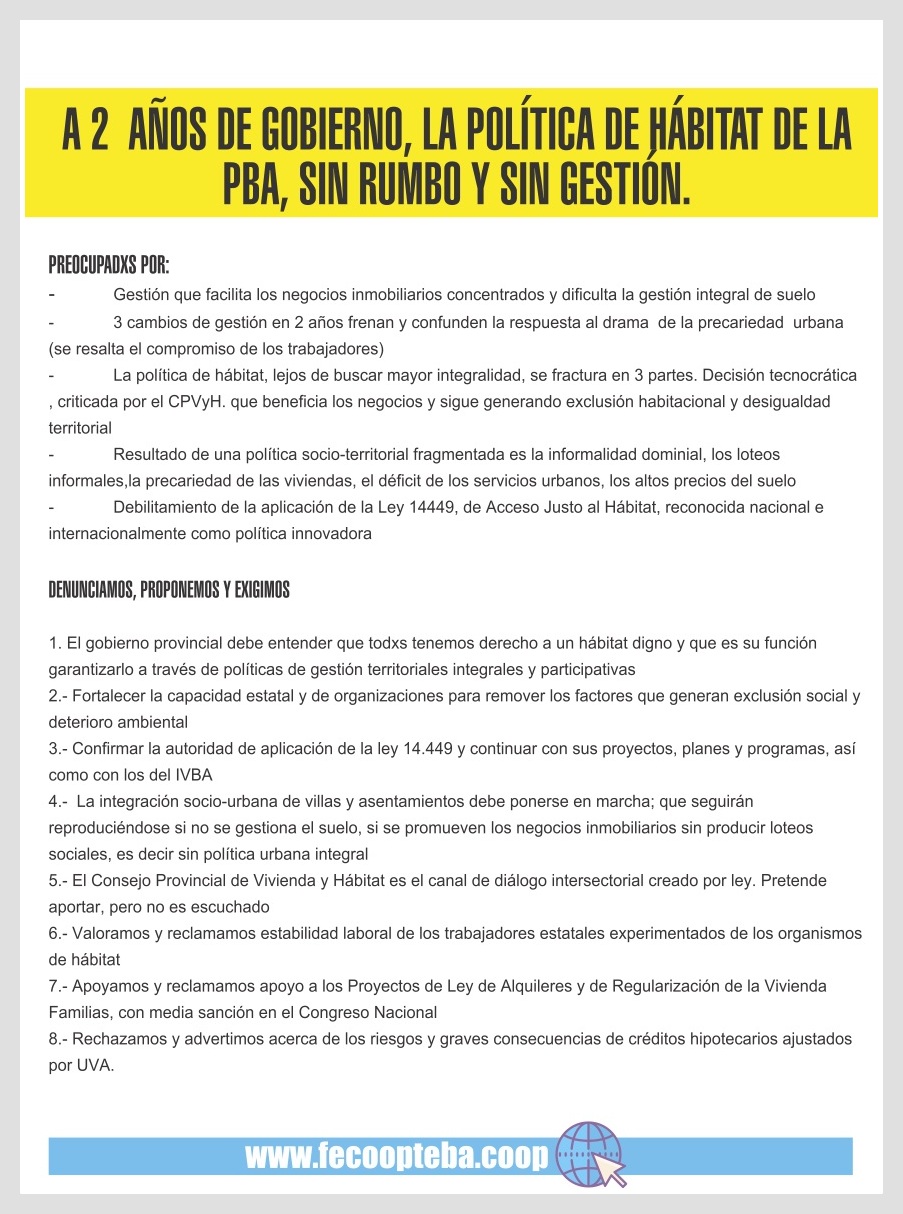 A 2  AÑOS DE GOBIERNO, LA POLÍTICA DE HÁBITAT DE LA
PBA, SIN RUMBO Y SIN GESTIÓN.
PREOCUPADXS POR:
- Gestión que facilita los negocios inmobiliarios concentrados y dificulta la gestión integral de suelo
- 3 cambios de gestión en 2 años frenan y confunden la respuesta al drama  de la precariedad  urbana
(se resalta el compromiso de los trabajadores)
- La política de hábitat, lejos de buscar mayor integralidad, se fractura en 3 partes. Decisión tecnocrática
, criticada por el CPVyH. que beneficia los negocios y sigue generando exclusión habitacional y desigualdad
territorial
- Resultado de una política socio-territorial fragmentada es la informalidad dominial, los loteos
informales,la precariedad de las viviendas, el déficit de los servicios urbanos, los altos precios del suelo
- Debilitamiento de la aplicación de la Ley 14449, de Acceso Justo al Hábitat, reconocida nacional e
internacionalmente como política innovadora
DENUNCIAMOS, PROPONEMOS Y EXIGIMOS
1. El gobierno provincial debe entender que todxs tenemos derecho a un hábitat digno y que es su función
garantizarlo a través de políticas de gestión territoriales integrales y participativas
2.- Fortalecer la capacidad estatal y de organizaciones para remover los factores que generan exclusión social y
deterioro ambiental
3.- Confirmar la autoridad de aplicación de la ley 14.449 y continuar con sus proyectos, planes y programas, así
como con los del IVBA
4.-  La integración socio-urbana de villas y asentamientos debe ponerse en marcha; que seguirán
reproduciéndose si no se gestiona el suelo, si se promueven los negocios inmobiliarios sin producir loteos
sociales, es decir sin política urbana integral
5.- El Consejo Provincial de Vivienda y Hábitat es el canal de diálogo intersectorial creado por ley. Pretende
aportar, pero no es escuchado
6.- Valoramos y reclamamos estabilidad laboral de los trabajadores estatales experimentados de los organismos
de hábitat
7.- Apoyamos y reclamamos apoyo a los Proyectos de Ley de Alquileres y de Regularización de la Vivienda
Familias, con media sanción en el Congreso Nacional
8.- Rechazamos y advertimos acerca de los riesgos y graves consecuencias de créditos hipotecarios ajustados
por UVA.
www.fecoopteba.coop